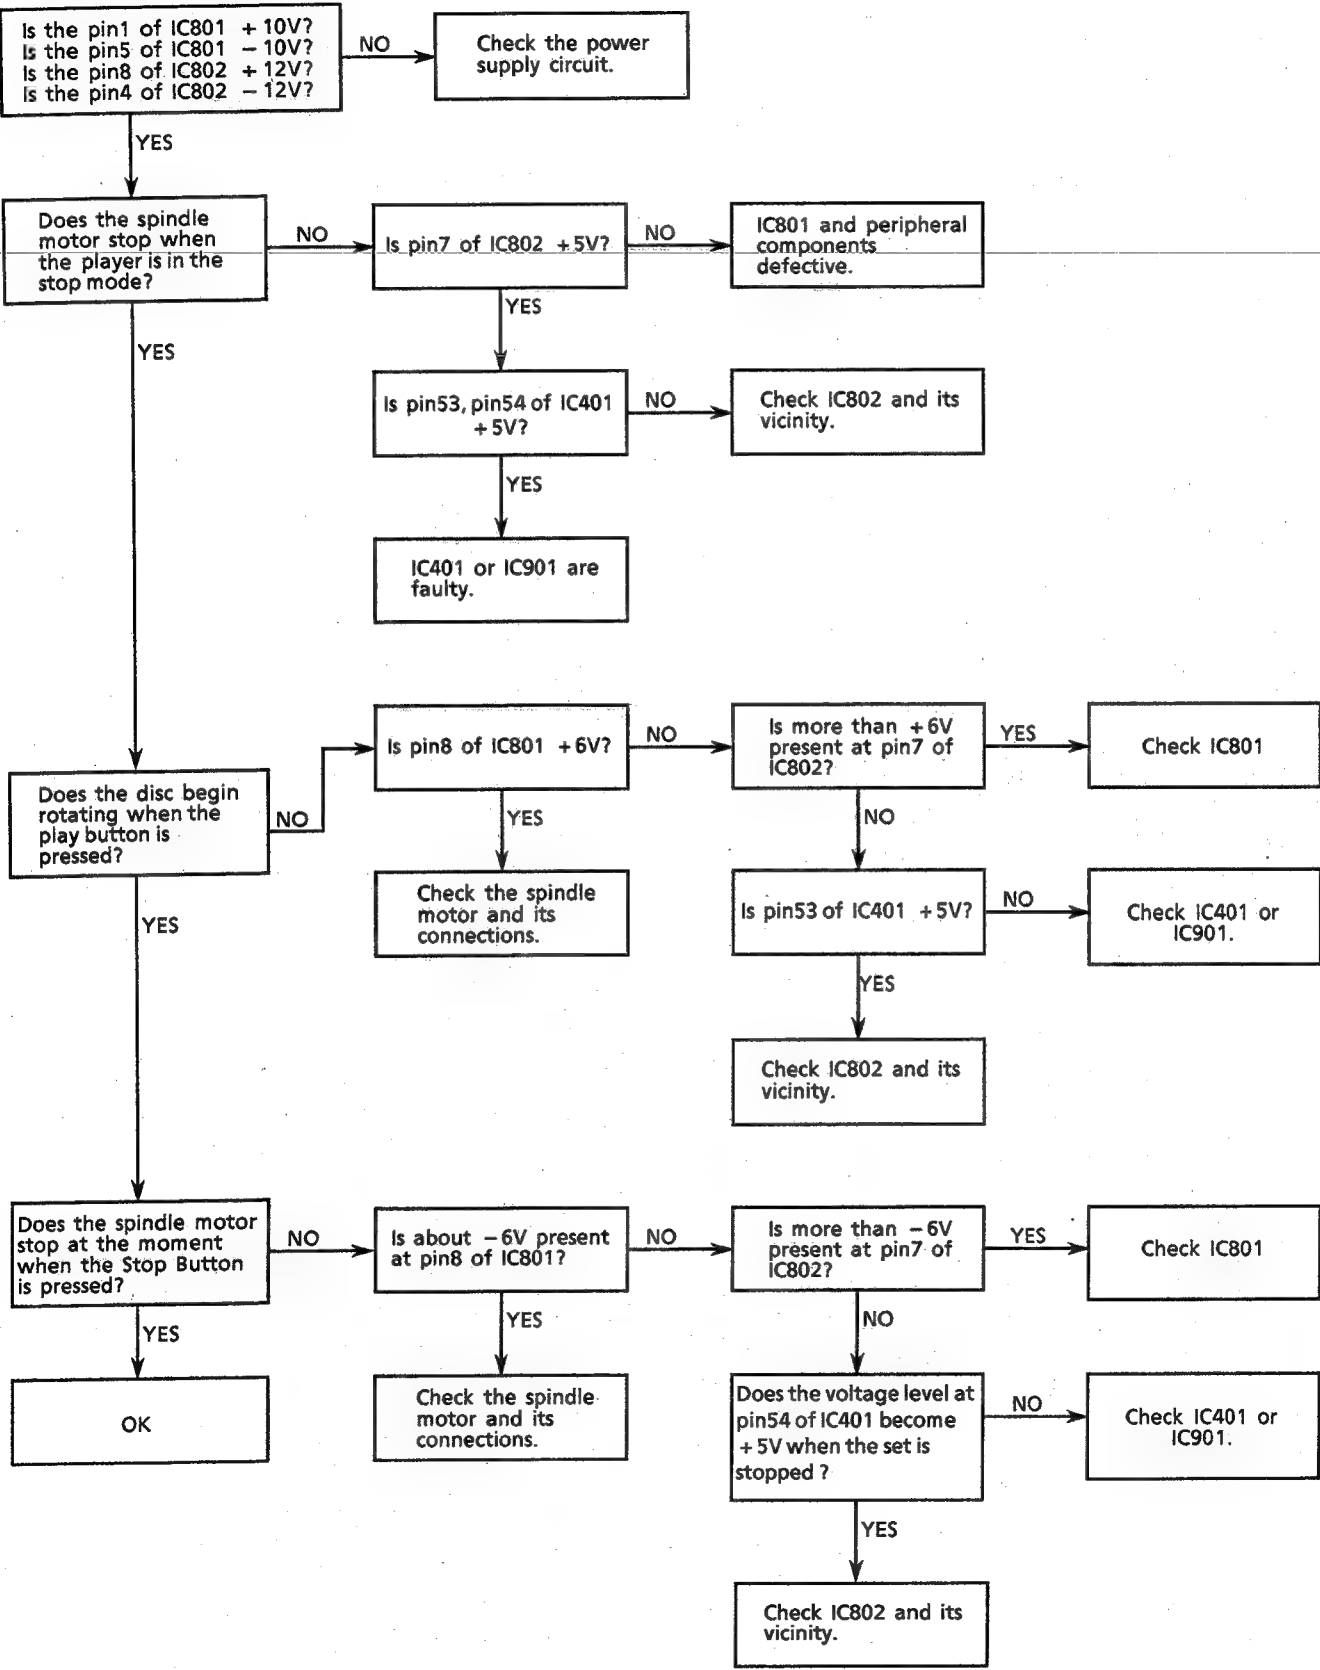 Is the pin1 of IC801 + 10V?
Is the pin5 of IC801 − 10V?
Is the pin8 of IC802 + 12V?
Is the pin4 of IC802 − 12V?
NO
Check the power
supply circuit.
YES
Does the spindle
motor stop when
the player is in the
stop mode?
NO
Is pin7 of IC802 +5V?
NO
IC801 and peripheral
components
defective.
YES
YES
Is pin53, pin54 of IC401
+5V?
NO
Check IC802 and its
vicinity.
YES
IC401 or IC901 are
faulty.
Does the disc begin
rotating when the
play button is
pressed?
NO
Is pin8 of IC801 +6V?
NO
Is more than +6V
present at pin7 of
IC802?
YES
Check IC801
YES
Check the spindle
motor and its
connections.
NO
Is pin53 of IC401 +5V?
NO
Check IC401 or
IC901.
YES
YES
Check IC802 and its
vicinity.
Does the spindle motor
stop at the moment
when the Stop Button
is pressed?
NO
Is about −6V present
at pin8 of IC801?
NO
Is more than −6V
present at pin7 of
IC802?
YES
Check IC801
YES
OK
YES
Check the spindle
motor and its
connections.
NO
Does the voltage level at
pin54 of IC401 become
+5V when the set is
stopped ?
NO
Check IC401 or
IC901.
YES
Check IC802 and its
vicinity.